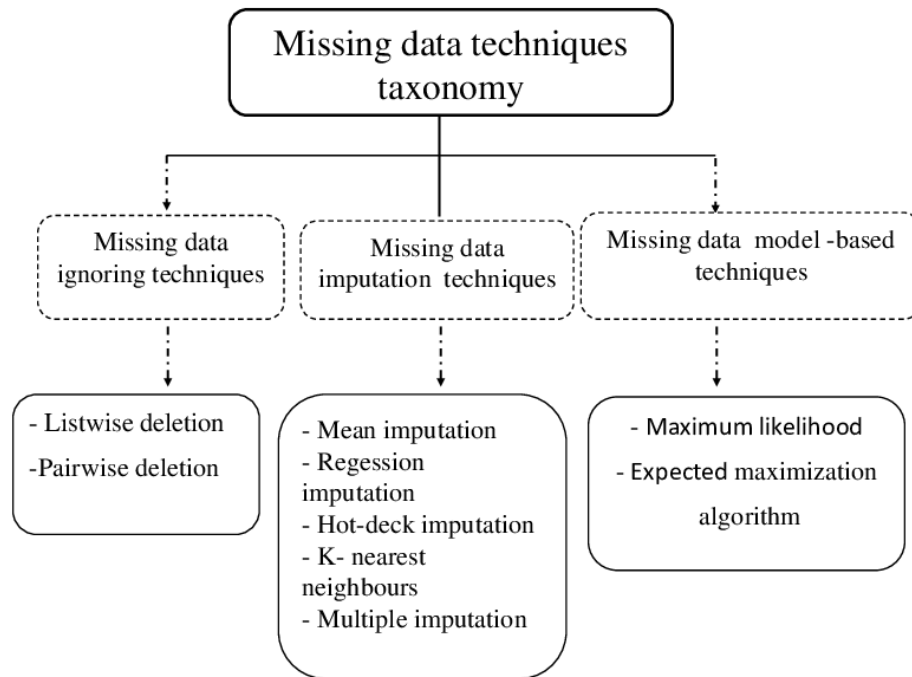 Missing data techniques
taxonomy
Missing data
ignoring techniques
Missing data
imputation techniques
Missing data model -based
techniques
- Listwise deletion
-Pairwise deletion
- Mean imputation
- Regression
imputation
- Hot-deck imputation
- K- nearest
neighbours
- Multiple imputation
- Maximum likelihood
- Expected maximization
algorithm